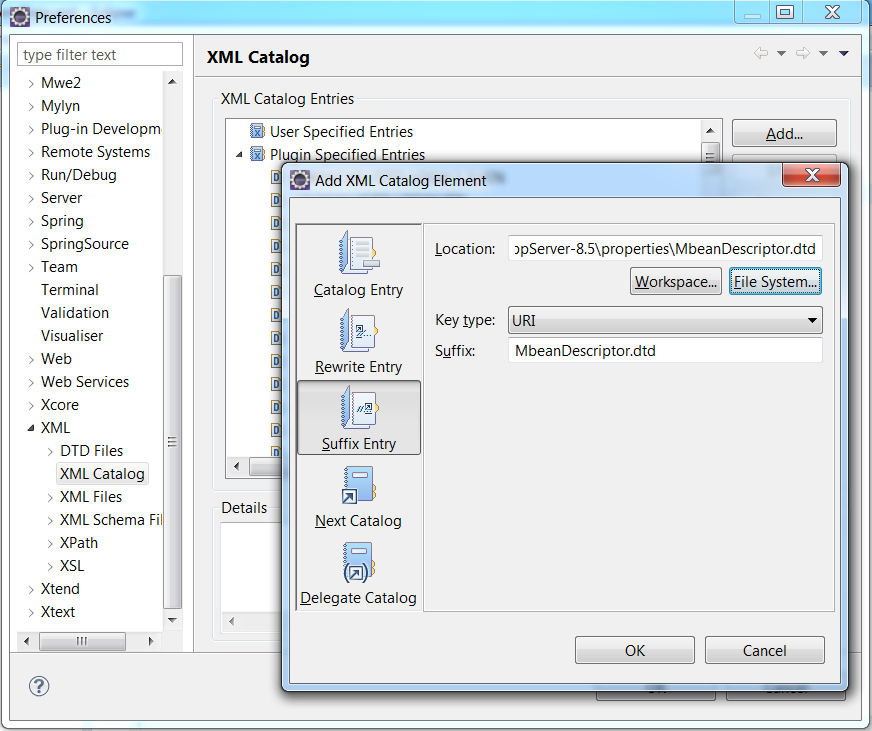 Preferences
type filter text
Mwe2
Mylyn
Plug-in Developm
Remote Systems
Run/Debug
Server
Spring
SpringSource
Team
Terminal
Validation
Visualiser
Web
Web Services
Xcore
XML
DTD Files
XML Catalog
XML Files
XML Schema Fil
XPath
XSL
Xtend
Xtext
XML Catalog
XML Catalog Entries
User Specified Entries
Plugin Specified Entries
Add...
Details
Add XML Catalog Element
Catalog Entry
Rewrite Entry
Suffix Entry
Next Catalog
Delegate Catalog
Location: opServer-8.5\properties\MbeanDescriptor.dtd
Workspace... File System...
Key type: URI
Suffix: MbeanDescriptor.dtd
OK Cancel